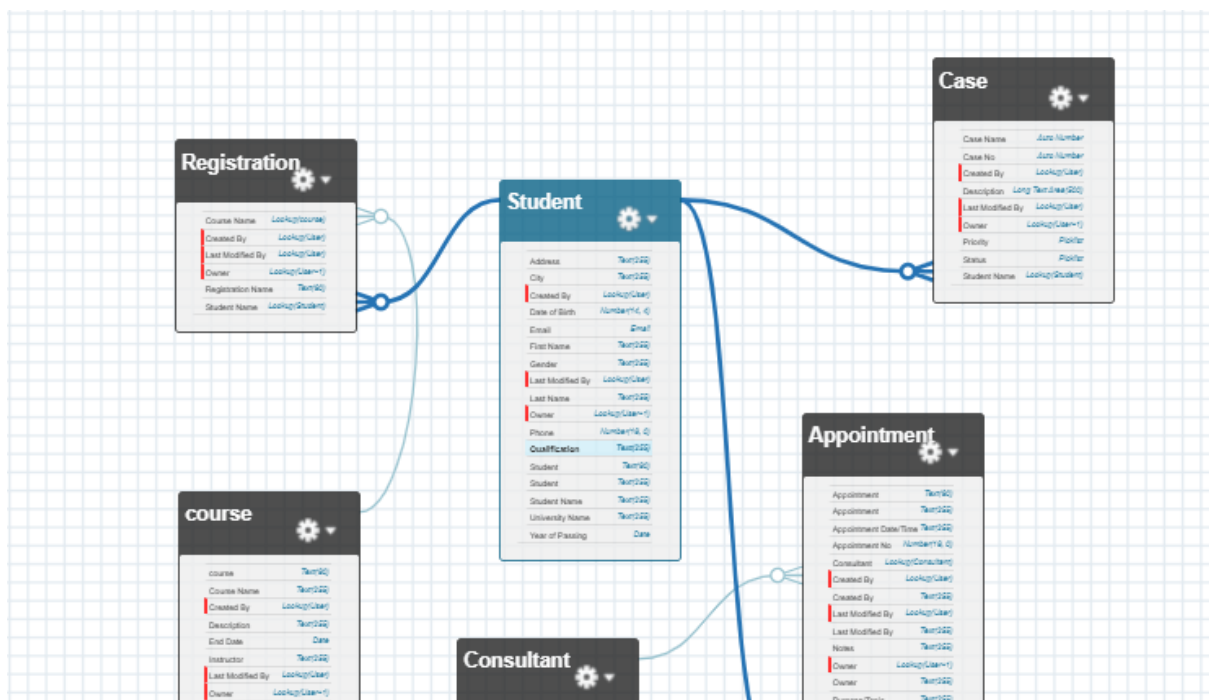 Case
Case Name Auto Number
Case No Auto Number
Created By Lookup(User)
Description Long Text Area(500)
Last Modified By Lookup(User)
Owner Lookup(User+1)
Priority Picklist
Status Picklist
Student Name Lookup(Student)
Registration
Course Name Lookup(course)
Created By Lookup(User)
Last Modified By Lookup(User)
Owner Lookup(User+1)
Registration Name Text(80)
Student Name Lookup(Student)
Student
Address Text(255)
City Text(255)
Created By Lookup(User)
Date of Birth
Email Email
First Name Text(255)
Gender Text(255)
Last Modified By Lookup(User)
Last Name Text(255)
Owner Lookup(User+1)
Phone Number(18, 0)
Qualification Text(255)
Student Text(80)
Student Text(255)
Student Name Text(255)
University Name Text(255)
Year of Passing Date
Appointment
Appointment Text(80)
Appointment Text(255)
Appointment Date/Time Text(255)
Appointment No Number(18, 0)
Consultant Lookup(Consultant)
Created By Lookup(User)
Created By Text(255)
Last Modified By Lookup(User)
Last Modified By Text(255)
Notes Text(255)
Owner Lookup(User+1)
Owner Text(255)
course
course Text(80)
Course Name Text(255)
Created By Lookup(User)
Description Text(255)
End Date Date
Instructor Text(255)
Last Modified By Lookup(User)
Owner Lookup(User+1)
Consultant